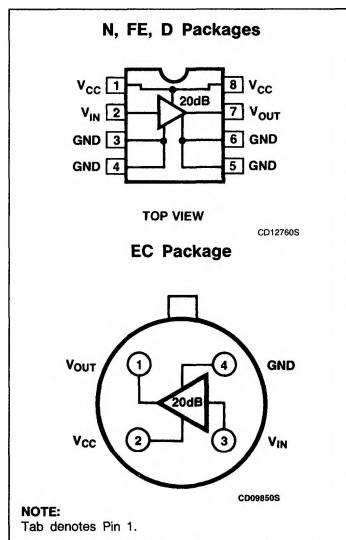 N, FE, D Packages
VCC 1 8 VCC
20dB
VIN 2 7 VOUT
GND 3 6 GND
GND 4 5 GND
TOP VIEW
CD12760S
EC Package
VOUT 1 4 GND
20dB
VCC 2 3 VIN
CD09850S
NOTE:
Tab denotes Pin 1.